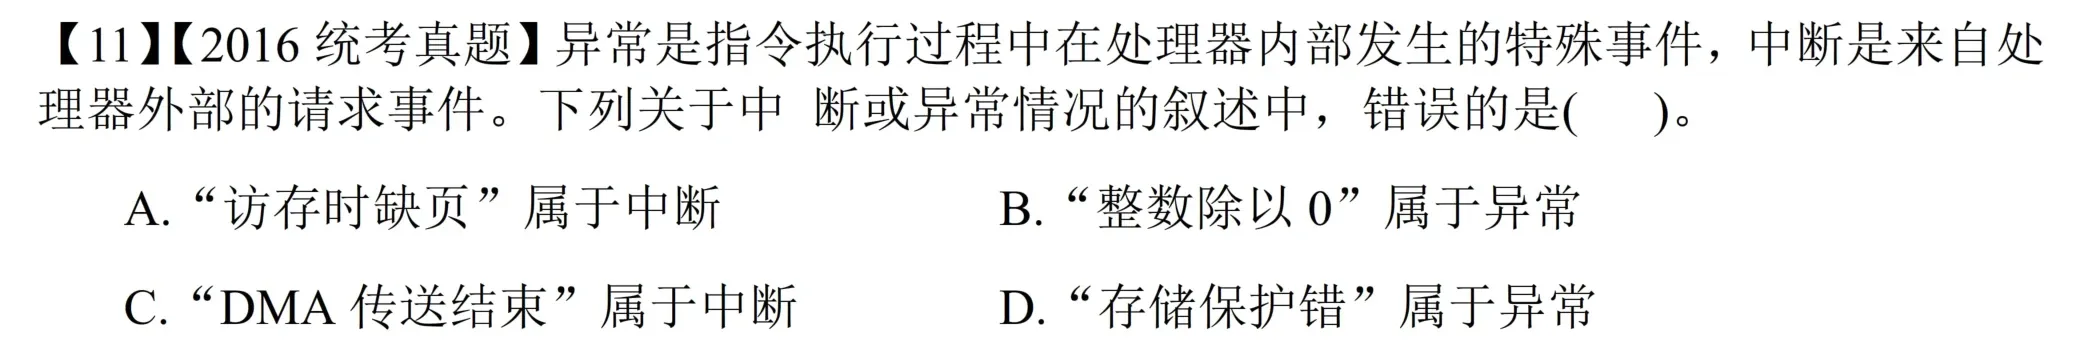 【11】【2016 统考真题】异常是指令执行过程中在处理器内部发生的特殊事件，中断是来自处
理器外部的请求事件。下列关于中 断或异常情况的叙述中，错误的是(  )。
A. “访存时缺页”属于中断 B. “整数除以 0”属于异常
C. “DMA 传送结束”属于中断 D. “存储保护错”属于异常